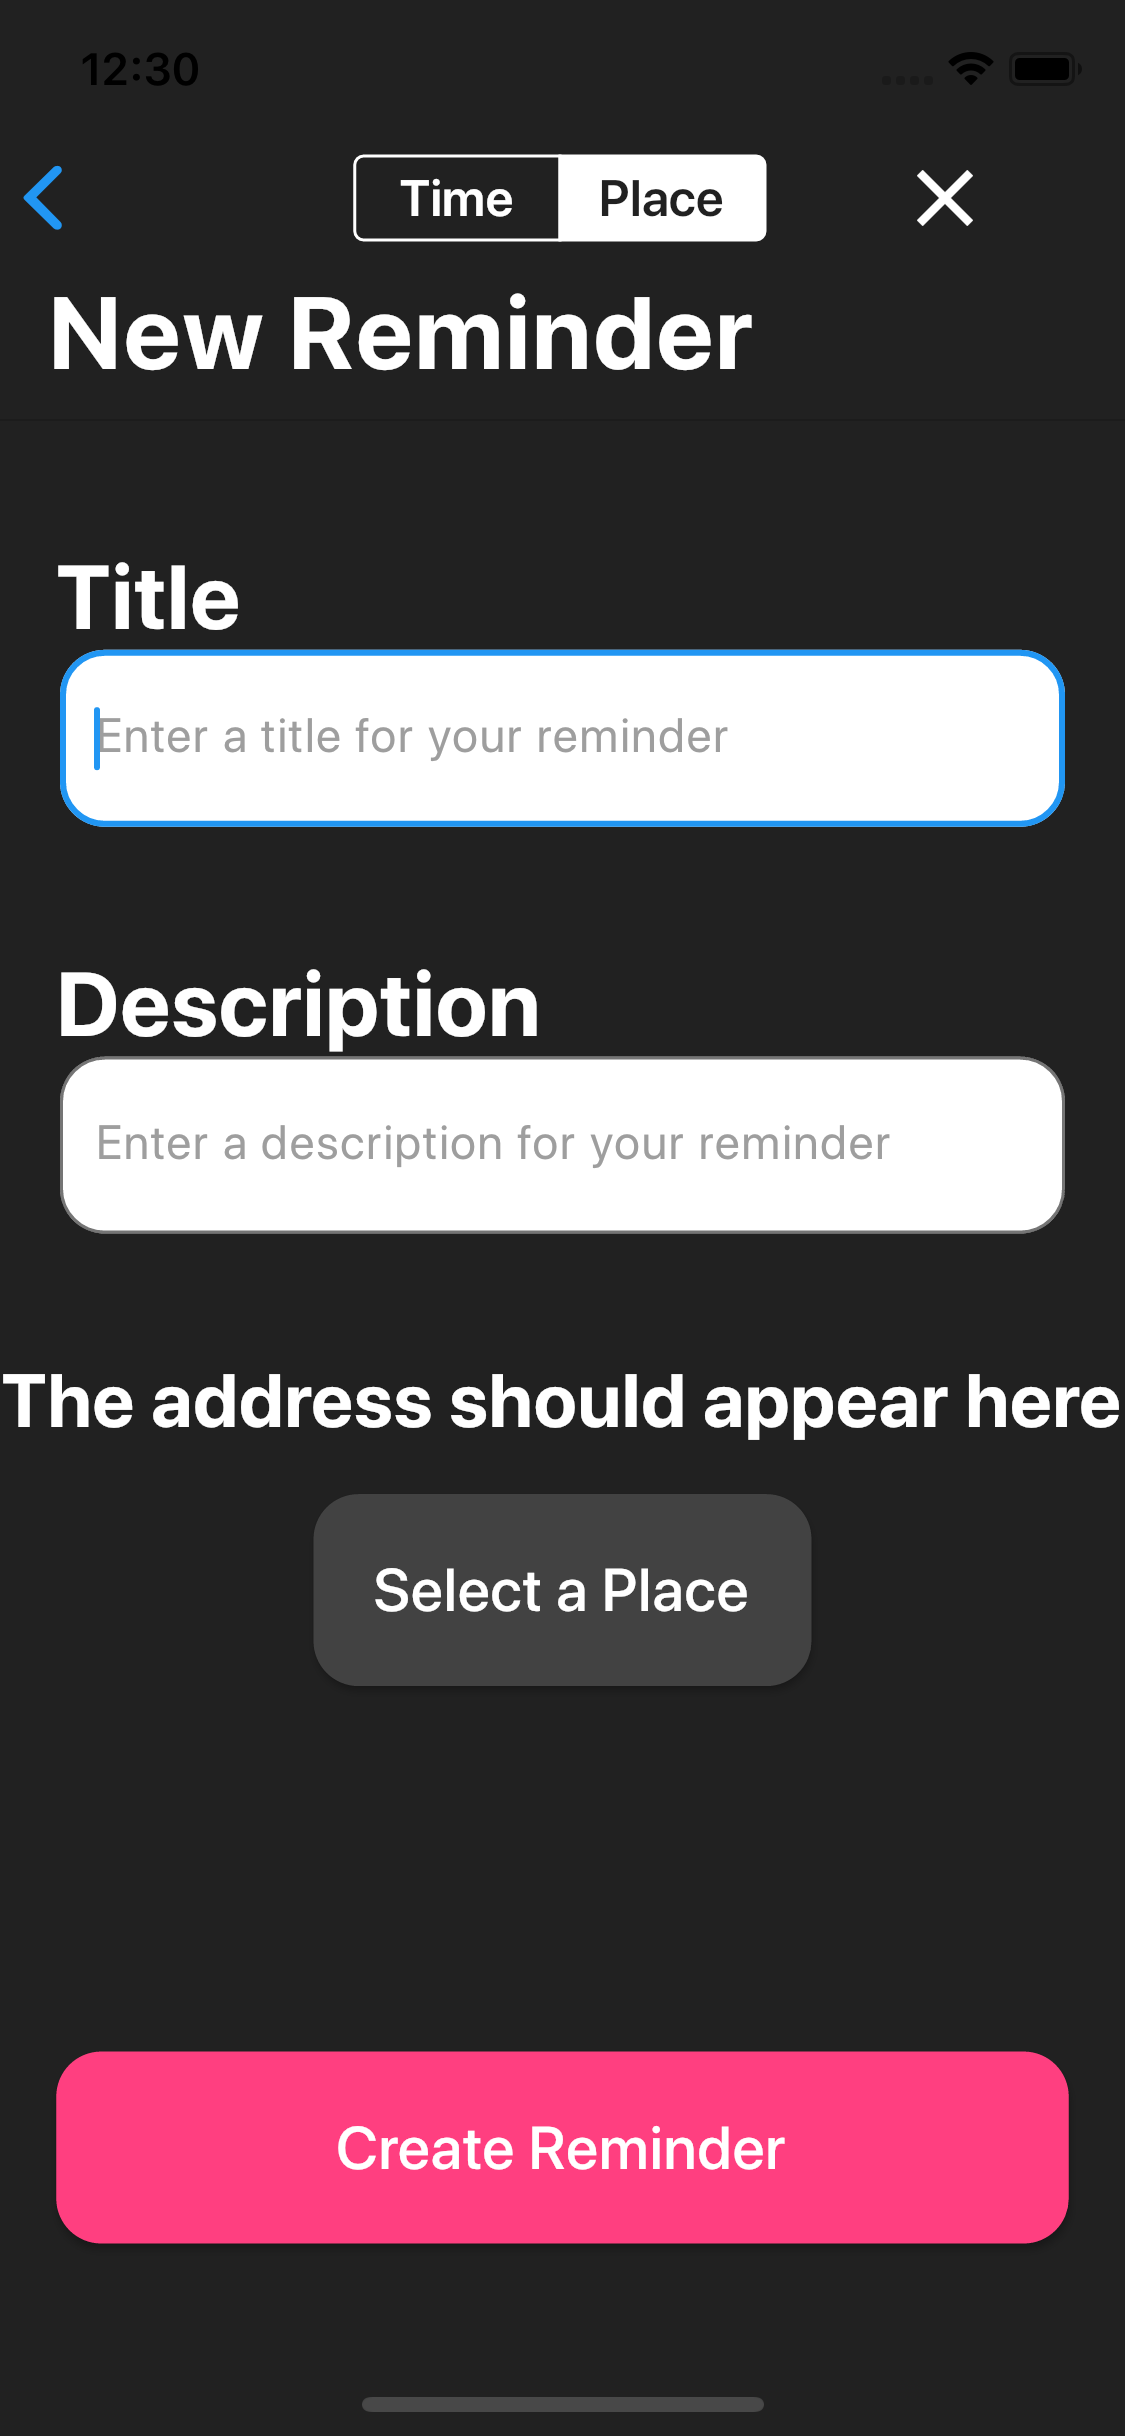 12:30
Time Place
New Reminder
Title
Enter a title for your reminder
Description
Enter a description for your reminder
The address should appear here
Select a Place
Create Reminder